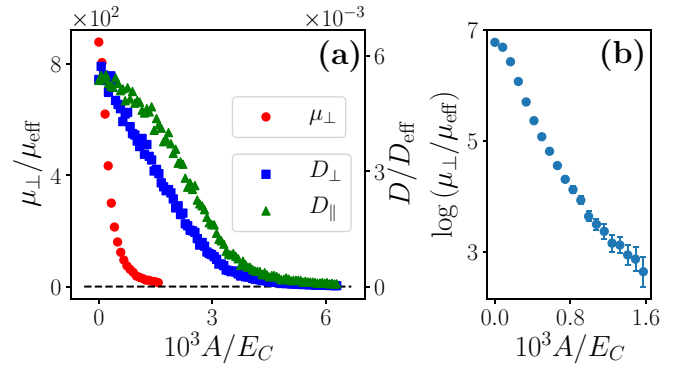 ×10² ×10⁻³
(a)
8
4
0
μ⊥/μeff
6
3
0
D/Deff
μ⊥
D⊥
D∥
0 3 6
10³A/E_C
(b)
7
5
3
log (μ⊥/μeff)
0.0 0.8 1.6
10³A/E_C